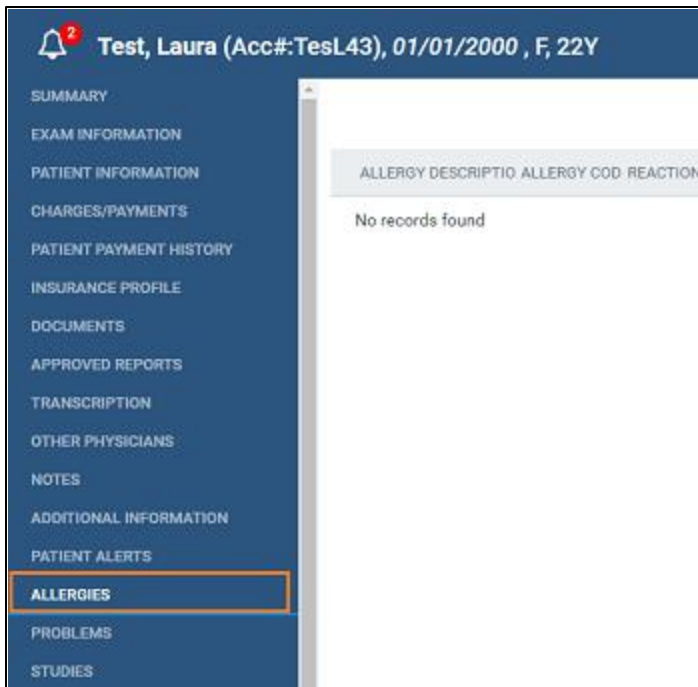 2
Test, Laura (Acc#:TesL43), 01/01/2000 , F, 22Y
SUMMARY
EXAM INFORMATION
PATIENT INFORMATION
CHARGES/PAYMENTS
PATIENT PAYMENT HISTORY
INSURANCE PROFILE
DOCUMENTS
APPROVED REPORTS
TRANSCRIPTION
OTHER PHYSICIANS
NOTES
ADDITIONAL INFORMATION
PATIENT ALERTS
ALLERGIES
PROBLEMS
STUDIES
ALLERGY DESCRIPTIO ALLERGY COD REACTION
No records found